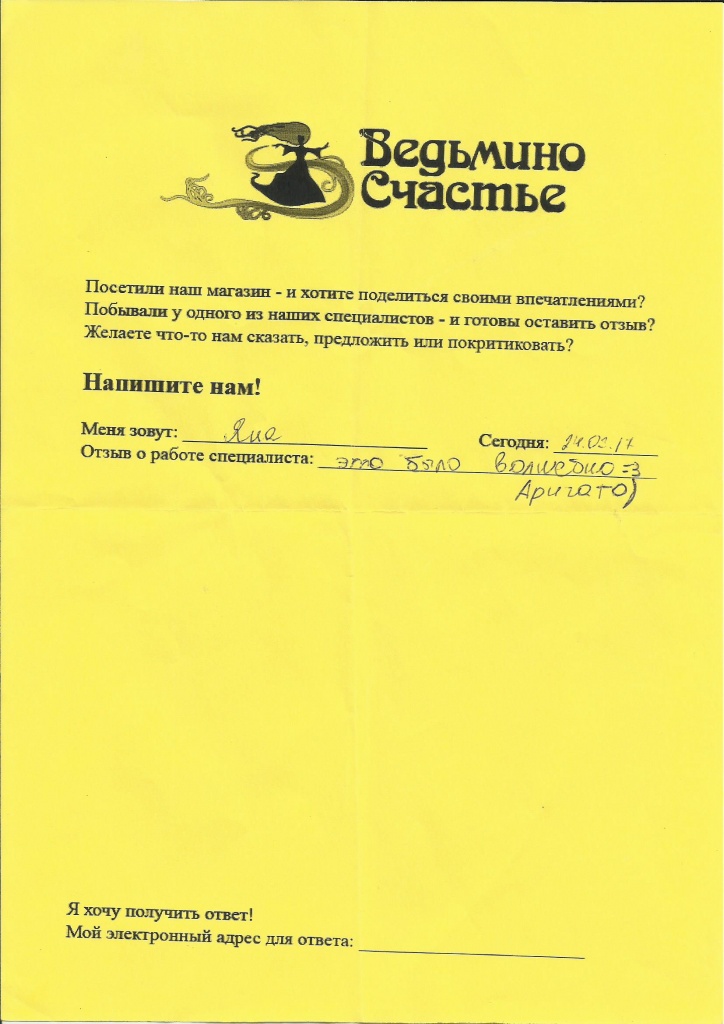 Ведьмино
Счастье
Посетили наш магазин - и хотите поделиться своими впечатлениями?
Побывали у одного из наших специалистов - и готовы оставить отзыв?
Желаете что-то нам сказать, предложить или покритиковать?
Напишите нам!
Меня зовут: Яна Сегодня: 24.02.17
Отзыв о работе специалиста: это было волшебно =3
Аригато)
Я хочу получить ответ!
Мой электронный адрес для ответа: